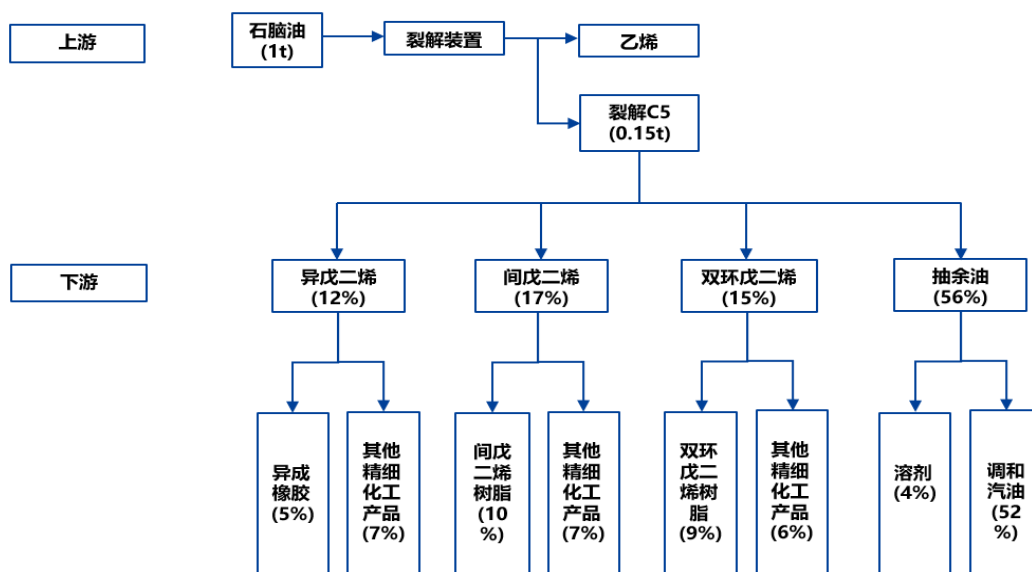 上游
石脑油
(1t)
裂解装置
乙烯
裂解C5
(0.15t)
下游
异戊二烯
(12%)
间戊二烯
(17%)
双环戊二烯
(15%)
抽余油
(56%)
异成
橡胶
(5%)
其他
精细
化工
产品
(7%)
间戊
二烯
树脂
(10
%)
其他
精细
化工
产品
(7%)
双环
戊二
烯树
脂
(9%)
其他
精细
化工
产品
(6%)
溶剂
(4%)
调和
汽油
(52
%)